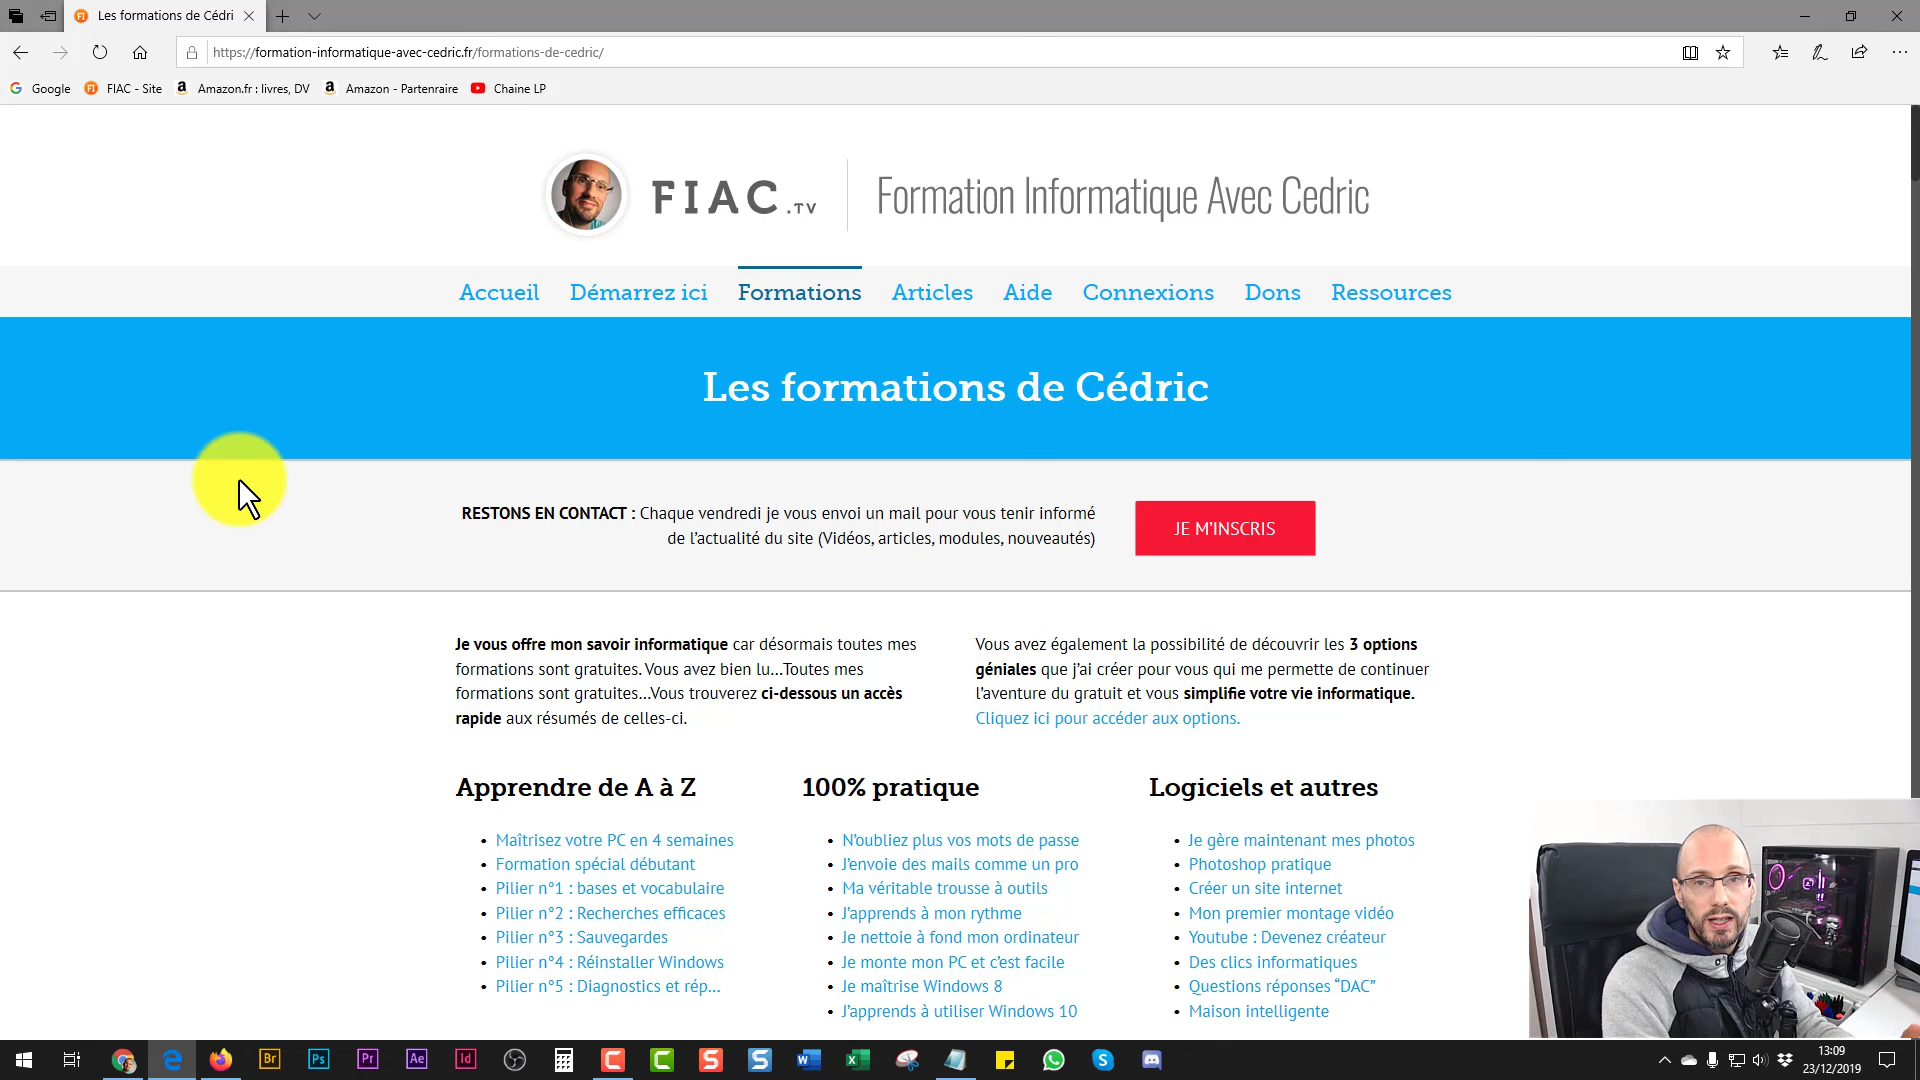 Les formations de Cédri
https://formation-informatique-avec-cedric.fr/formations-de-cedric/
Google FIAC - Site Amazon.fr : livres, DV Amazon - Partenraire Chaine LP
FIAC.TV Formation Informatique Avec Cedric
Accueil Démarrez ici Formations Articles Aide Connexions Dons Ressources
Les formations de Cédric
RESTONS EN CONTACT : Chaque vendredi je vous envoi un mail pour vous tenir informé
de l’actualité du site (Vidéos, articles, modules, nouveautés)
JE M’INSCRIS
Je vous offre mon savoir informatique car désormais toutes mes
formations sont gratuites. Vous avez bien lu...Toutes mes
formations sont gratuites...Vous trouverez ci-dessous un accès
rapide aux résumés de celles-ci.
Vous avez également la possibilité de découvrir les 3 options
géniales que j’ai créer pour vous qui me permette de continuer
l’aventure du gratuit et vous simplifie votre vie informatique.
Cliquez ici pour accéder aux options.
Apprendre de A à Z
• Maîtrisez votre PC en 4 semaines
• Formation spécial débutant
• Pilier n°1 : bases et vocabulaire
• Pilier n°2 : Recherches efficaces
• Pilier n°3 : Sauvegardes
• Pilier n°4 : Réinstaller Windows
• Pilier n°5 : Diagnostics et rép...
100% pratique
• N’oubliez plus vos mots de passe
• J’envoie des mails comme un pro
• Ma véritable trousse à outils
• J’apprends à mon rythme
• Je nettoie à fond mon ordinateur
• Je monte mon PC et c’est facile
• Je maîtrise Windows 8
• J’apprends à utiliser Windows 10
Logiciels et autres
• Je gère maintenant mes photos
• Photoshop pratique
• Créer un site internet
• Mon premier montage vidéo
• Youtube : Devenez créateur
• Des clics informatiques
• Questions réponses “DAC”
• Maison intelligente
Br Ps Pr Ae Id
13:09
23/12/2019